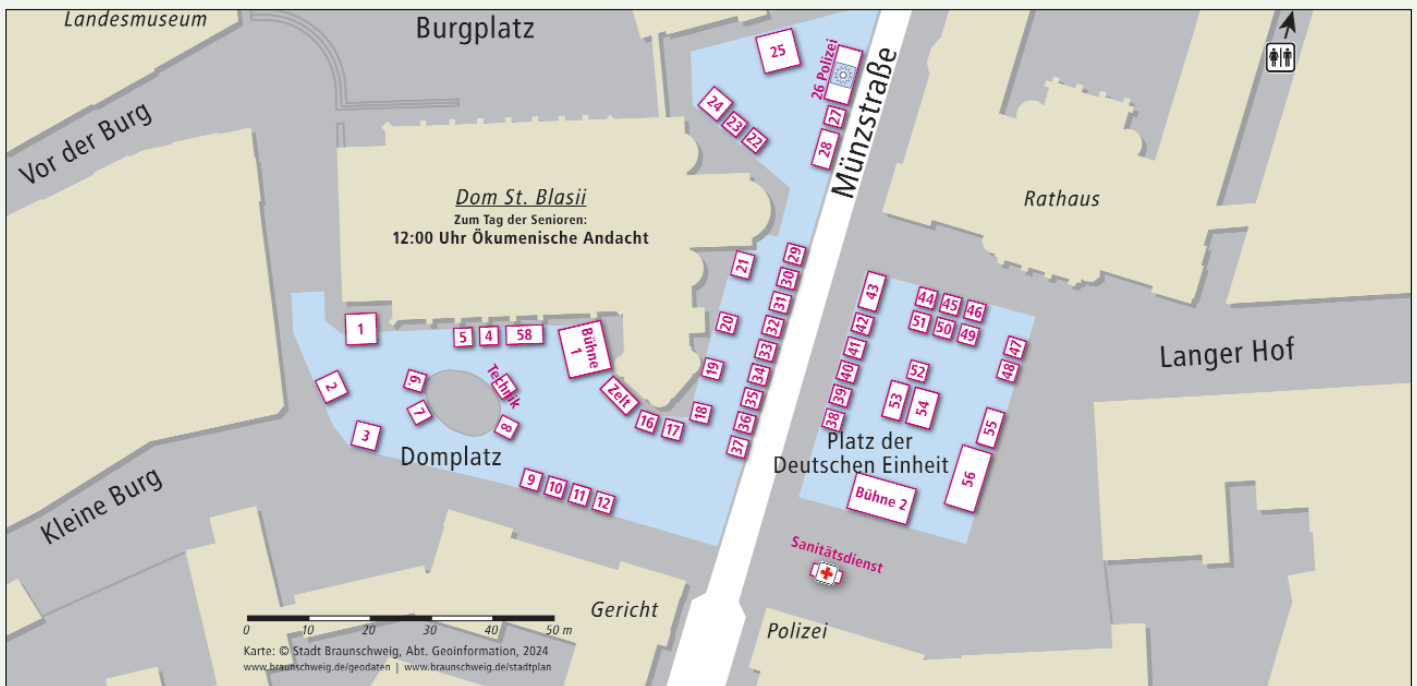 Landesmuseum
Burgplatz
25
26 Polizei
Münzstraße
24
23
22
27
28
Vor der Burg
Dom St. Blasii
Zum Tag der Senioren:
12:00 Uhr Ökumenische Andacht
Rathaus
21
29
30
31
32
33
34
35
36
37
20
19
18
43
42
41
40
39
38
44
45
46
51
50
49
47
48
52
53
54
55
56
Langer Hof
1
5
4
58
Bühne
1
Zelt
16
17
2
3
6
7
Technik
8
Domplatz
9
10
11
12
Platz der
Deutschen Einheit
Bühne 2
Kleine Burg
Sanitätsdienst
Gericht
Polizei
0 10 20 30 40 50 m
Karte: © Stadt Braunschweig, Abt. Geoinformation, 2024
www.braunschweig.de/geodaten | www.braunschweig.de/stadtplan